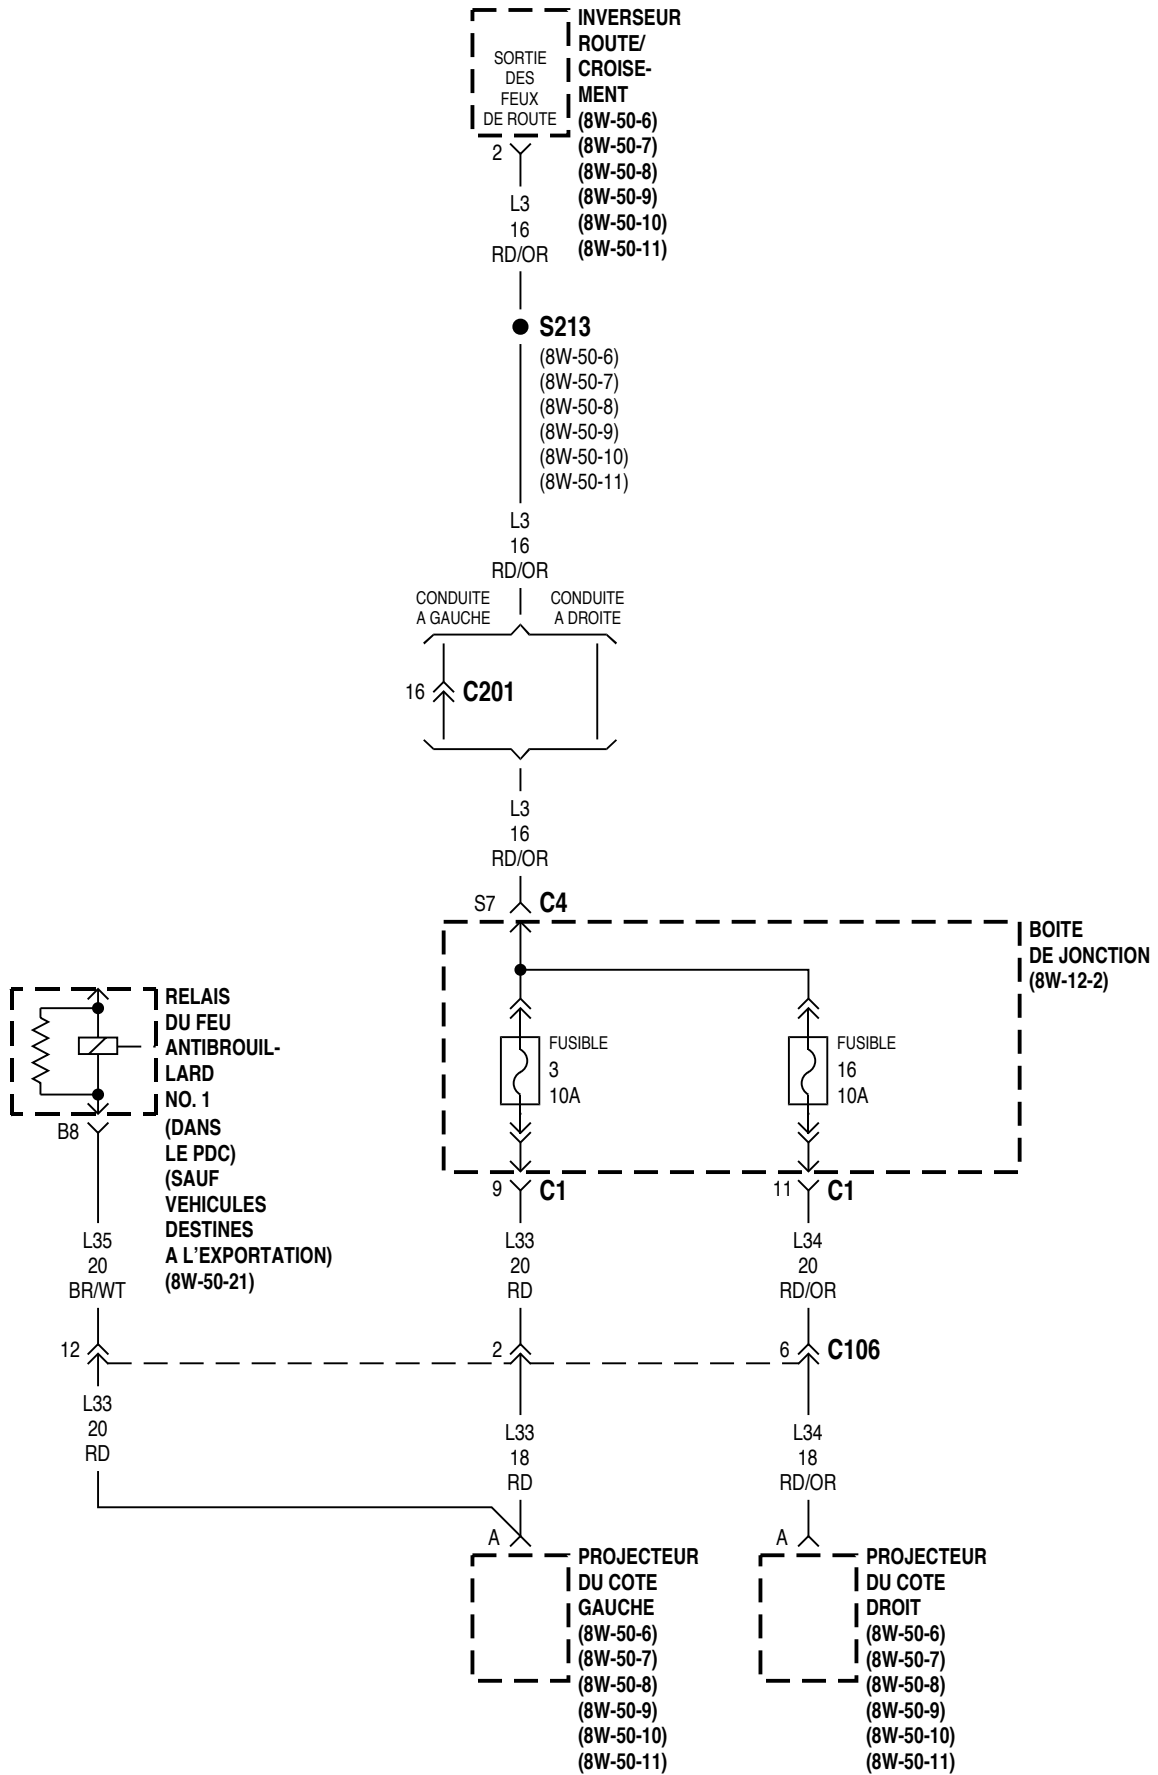 SORTIE
DES
FEUX
DE ROUTE
INVERSEUR
ROUTE/
CROISE-
MENT
(8W-50-6)
(8W-50-7)
(8W-50-8)
(8W-50-9)
(8W-50-10)
(8W-50-11)
2
L3
16
RD/OR
S213
(8W-50-6)
(8W-50-7)
(8W-50-8)
(8W-50-9)
(8W-50-10)
(8W-50-11)
L3
16
RD/OR
CONDUITE
A GAUCHE
CONDUITE
A DROITE
16
C201
L3
16
RD/OR
S7
C4
BOITE
DE JONCTION
(8W-12-2)
FUSIBLE
3
10A
FUSIBLE
16
10A
RELAIS
DU FEU
ANTIBROUIL-
LARD
NO. 1
(DANS
LE PDC)
(SAUF
VEHICULES
DESTINES
A L'EXPORTATION)
(8W-50-21)
B8
9
C1
11
C1
L35
20
BR/WT
L33
20
RD
L34
20
RD/OR
12
2
6
C106
L33
20
RD
L33
18
RD
L34
18
RD/OR
A
A
PROJECTEUR
DU COTE
GAUCHE
(8W-50-6)
(8W-50-7)
(8W-50-8)
(8W-50-9)
(8W-50-10)
(8W-50-11)
PROJECTEUR
DU COTE
DROIT
(8W-50-6)
(8W-50-7)
(8W-50-8)
(8W-50-9)
(8W-50-10)
(8W-50-11)